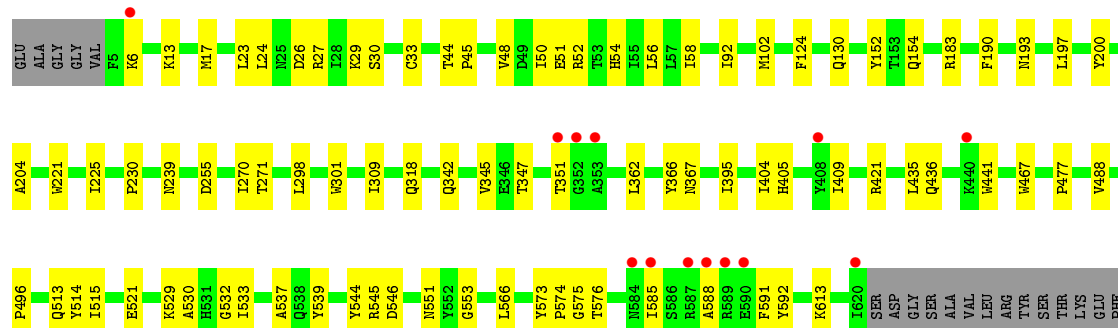 GLU ALA GLY GLY VAL F5 K6 K13 M17 L23 L24 N25 D26 R27 I28 K29 S30 C33 T44 P45 V48 D49 I50 E51 R52 T53 H54 I55 L56 L57 I58 I92 M102 F124 Q130 Y152 T153 Q154 R183 F190 N193 L197 Y200
A204 W221 I225 P230 N239 D255 I270 T271 L298 W301 I309 Q318 Q342 V345 E346 T347 T351 G352 A353 L362 Y366 N367 I395 I404 H405 Y408 I409 R421 L435 Q436 K440 W441 W467 P477 V488
P496 Q513 Y514 I515 E521 K529 A530 H531 G532 I533 A537 Q538 Y539 Y544 R545 D546 N551 Y552 G553 L566 Y573 P574 G575 T576 N584 I585 S586 R587 A588 R589 E590 F591 Y592 K613 I620 SER ASP GLY SER ALA VAL LEU ARG TYR SER THR LYS GLU